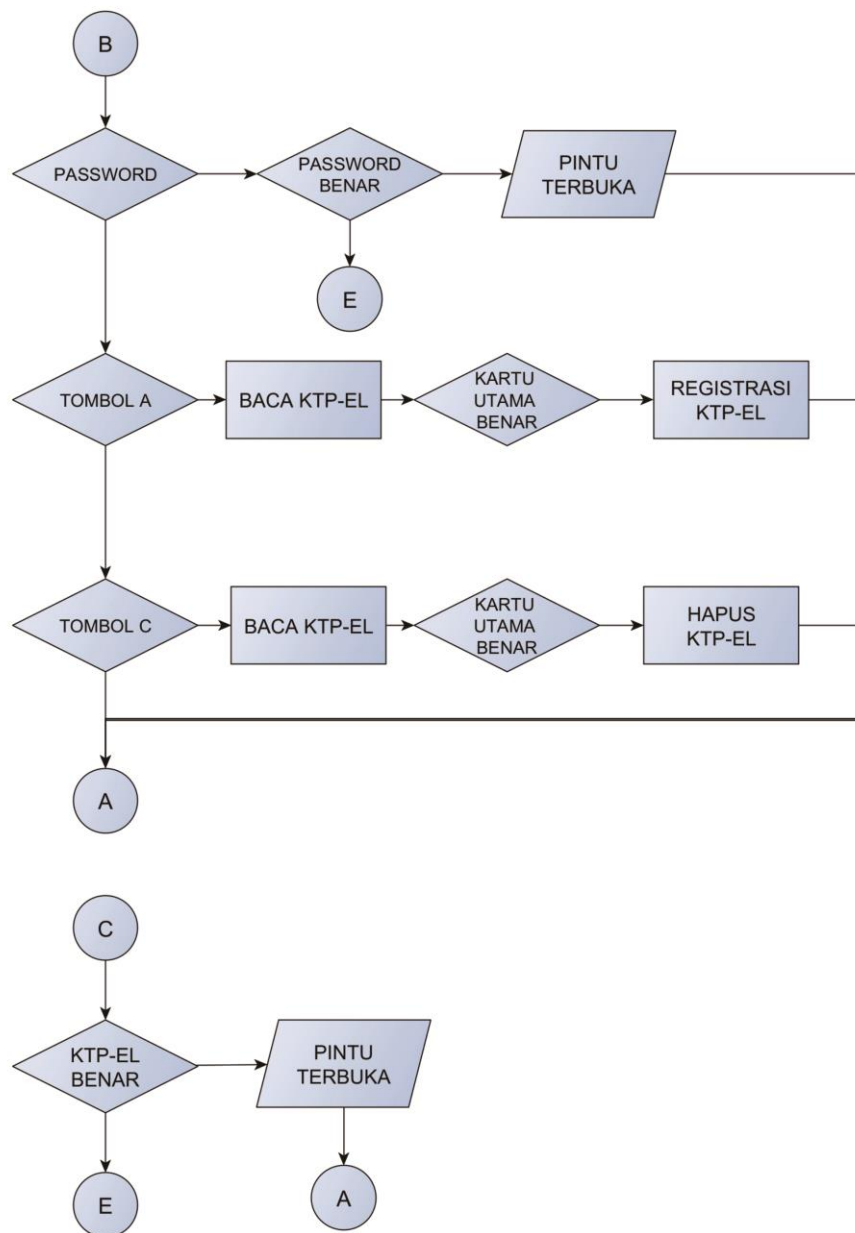 B
PASSWORD
PASSWORD
BENAR
PINTU
TERBUKA
E
TOMBOL A
BACA KTP-EL
KARTU
UTAMA
BENAR
REGISTRASI
KTP-EL
TOMBOL C
BACA KTP-EL
KARTU
UTAMA
BENAR
HAPUS
KTP-EL
A
C
KTP-EL
BENAR
PINTU
TERBUKA
E
A